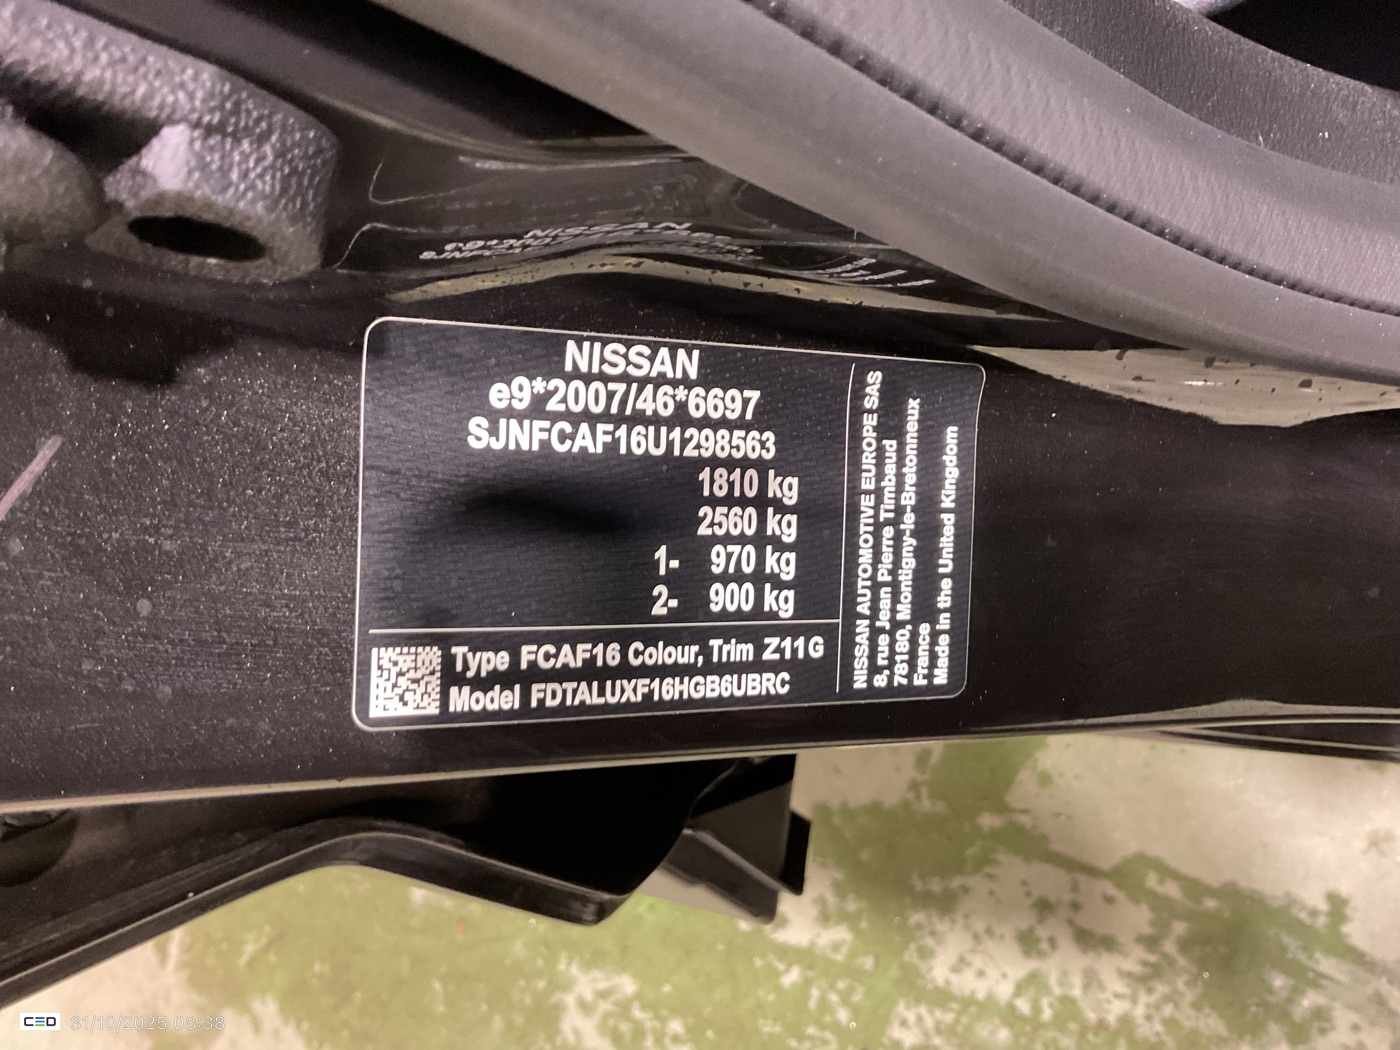 NISSAN
e9*2007/46*6697
SJNFCAF16U1298563
1810 kg
2560 kg
1- 970 kg
2- 900 kg
Type FCAF16 Colour, Trim Z11G
Model FDTALUXF16HGB6UBRC
NISSAN AUTOMOTIVE EUROPE SAS
8, rue Jean Pierre Timbaud
78180, Montigny-le-Bretonneux
France
Made in the United Kingdom
CED 31/10/2025 08:38